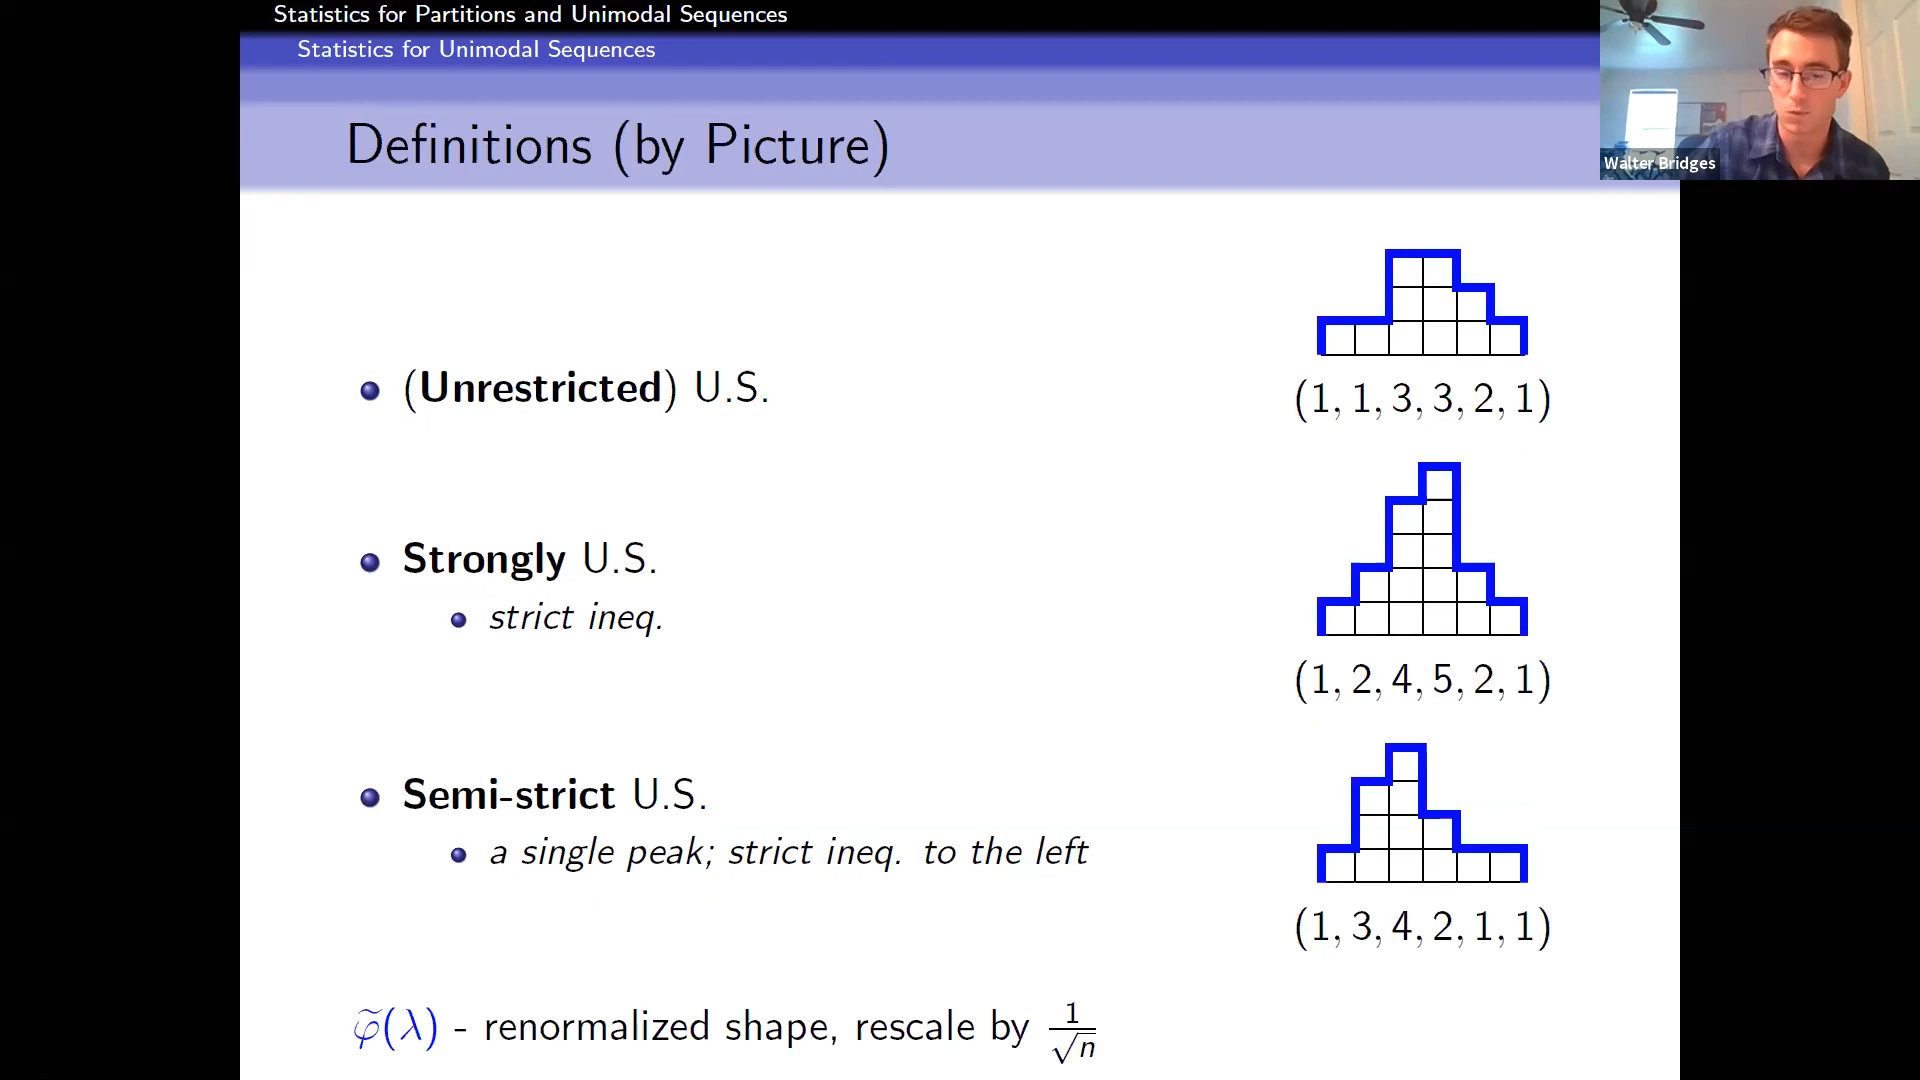 Statistics for Partitions and Unimodal Sequences
Statistics for Unimodal Sequences
Definitions (by Picture)
Walter Bridges
(Unrestricted) U.S.
(1, 1, 3, 3, 2, 1)
Strongly U.S.
strict ineq.
(1, 2, 4, 5, 2, 1)
Semi-strict U.S.
a single peak; strict ineq. to the left
(1, 3, 4, 2, 1, 1)
φ̃(λ) - renormalized shape, rescale by 1/√n